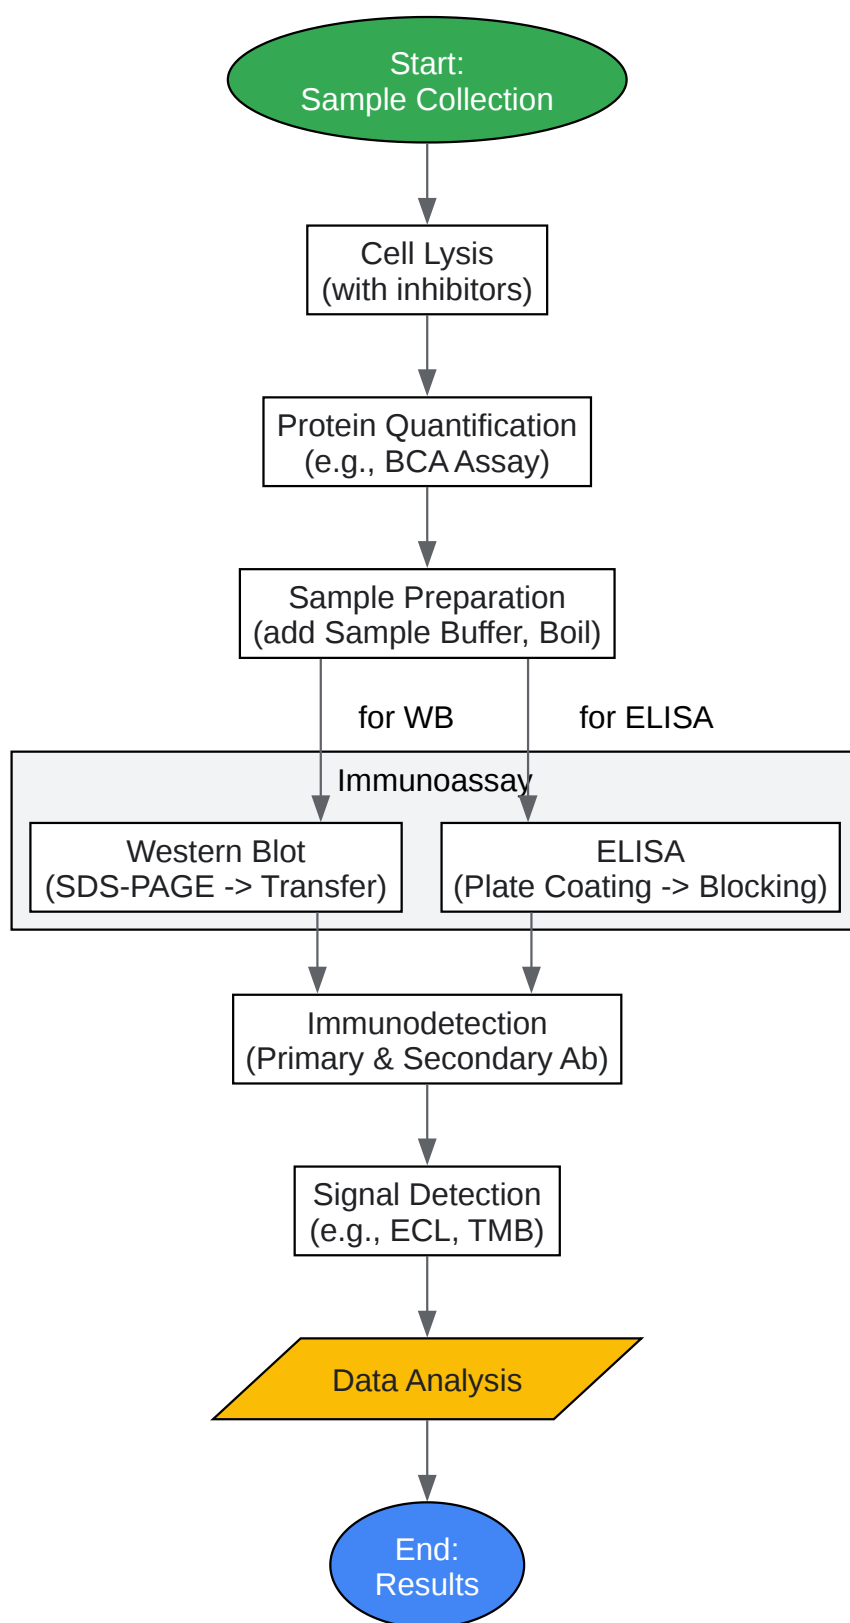 Start:
Sample Collection
Cell Lysis
(with inhibitors)
Protein Quantification
(e.g., BCA Assay)
Sample Preparation
(add Sample Buffer, Boil)
for WB
for ELISA
Immunoassay
Western Blot
(SDS-PAGE -> Transfer)
ELISA
(Plate Coating -> Blocking)
Immunodetection
(Primary & Secondary Ab)
Signal Detection
(e.g., ECL, TMB)
Data Analysis
End:
Results